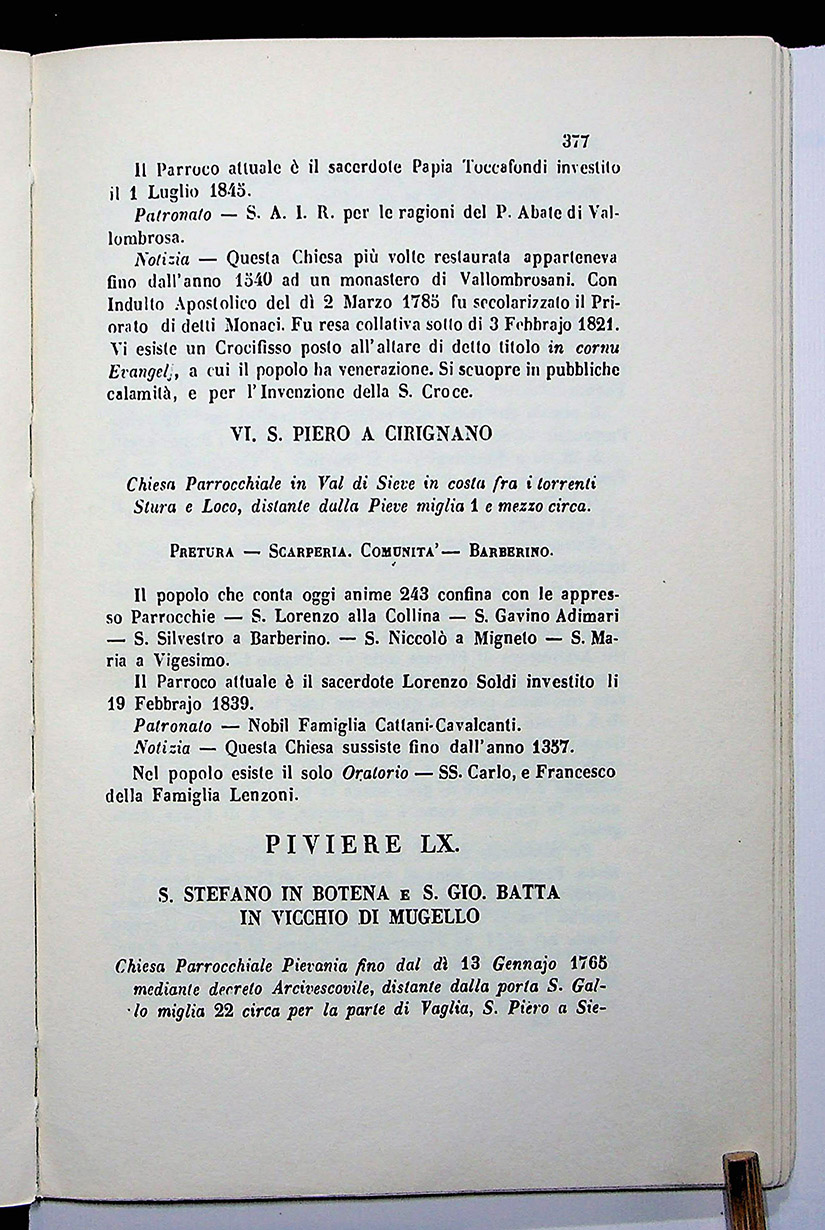 377
Il Parroco attuale è il sacerdote Papia Toccafondi investito
il 1 Luglio 1845.
Patronato — S. A. I. R. per le ragioni del P. Abate di Val-
lombrosa.
Notizia — Questa Chiesa più volte restaurata apparteneva
fino dall'anno 1540 ad un monastero di Vallombrosani. Con
Indulto Apostolico del dì 2 Marzo 1785 fu secolarizzato il Pri-
orato di detti Monaci. Fu resa collativa sotto di 3 Febbrajo 1821.
Vi esiste un Crocifisso posto all'altare di detto titolo in cornu
Evangel., a cui il popolo ha venerazione. Si scuopre in pubbliche
calamità, e per l'Invenzione della S. Croce.
VI. S. PIERO A CIRIGNANO
Chiesa Parrocchiale in Val di Sieve in costa fra i torrenti
Stura e Loco, distante dalla Pieve miglia 1 e mezzo circa.
PRETURA — SCARPERIA. COMUNITA' — BARBERINO.
Il popolo che conta oggi anime 243 confina con le appres-
so Parrocchie — S. Lorenzo alla Collina — S. Gavino Adimari
— S. Silvestro a Barberino. — S. Niccolò a Migneto — S. Ma-
ria a Vigesimo.
Il Parroco attuale è il sacerdote Lorenzo Soldi investito li
19 Febbrajo 1839.
Patronato — Nobil Famiglia Cattani-Cavalcanti.
Notizia — Questa Chiesa sussiste fino dall'anno 1357.
Nel popolo esiste il solo Oratorio — SS. Carlo, e Francesco
della Famiglia Lenzoni.
PIVIERE LX.
S. STEFANO IN BOTENA E S. GIO. BATTA
IN VICCHIO DI MUGELLO
Chiesa Parrocchiale Pievania fino dal dì 13 Gennajo 1765
mediante decreto Arcivescovile, distante dalla porta S. Gal-
lo miglia 22 circa per la parte di Vaglia, S. Piero a Sie-